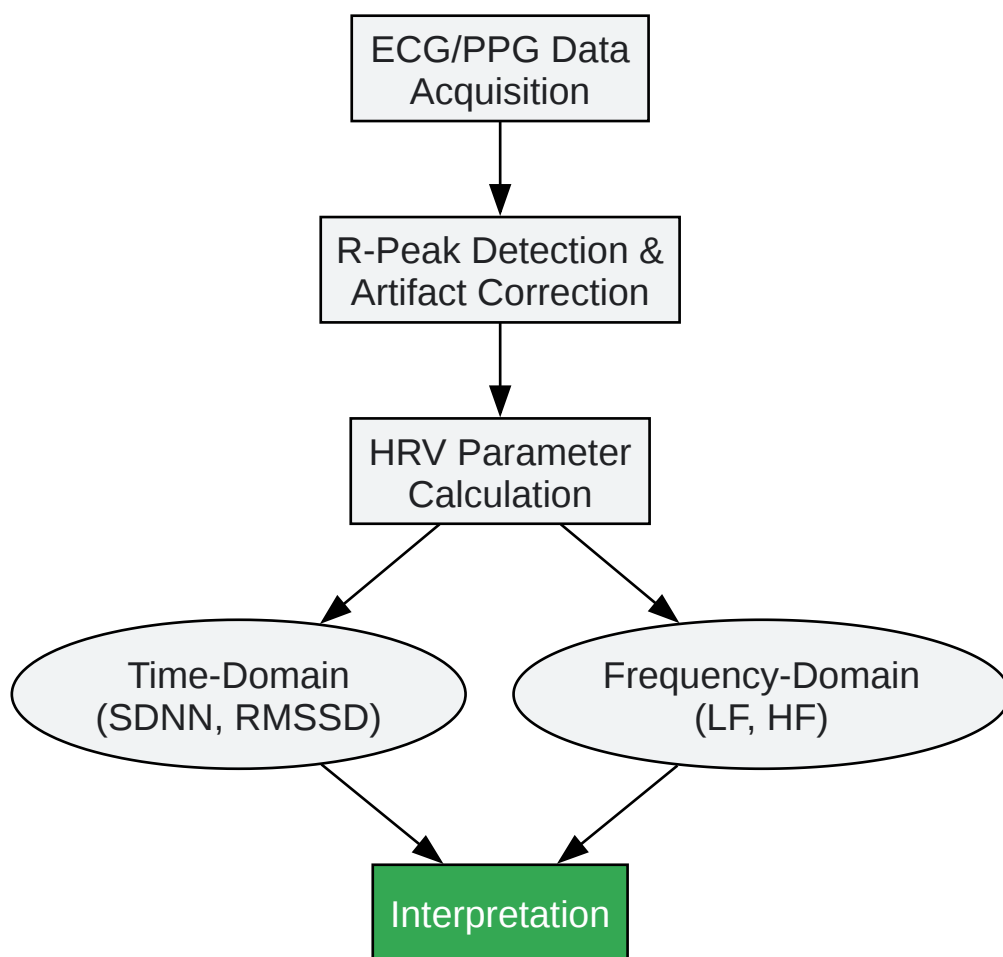 ECG/PPG Data
Acquisition
R-Peak Detection &
Artifact Correction
HRV Parameter
Calculation
Time-Domain
(SDNN, RMSSD)
Frequency-Domain
(LF, HF)
Interpretation